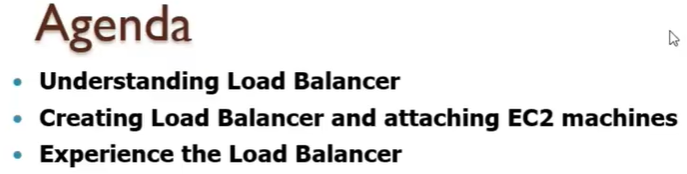 Agenda
• Understanding Load Balancer
• Creating Load Balancer and attaching EC2 machines
• Experience the Load Balancer